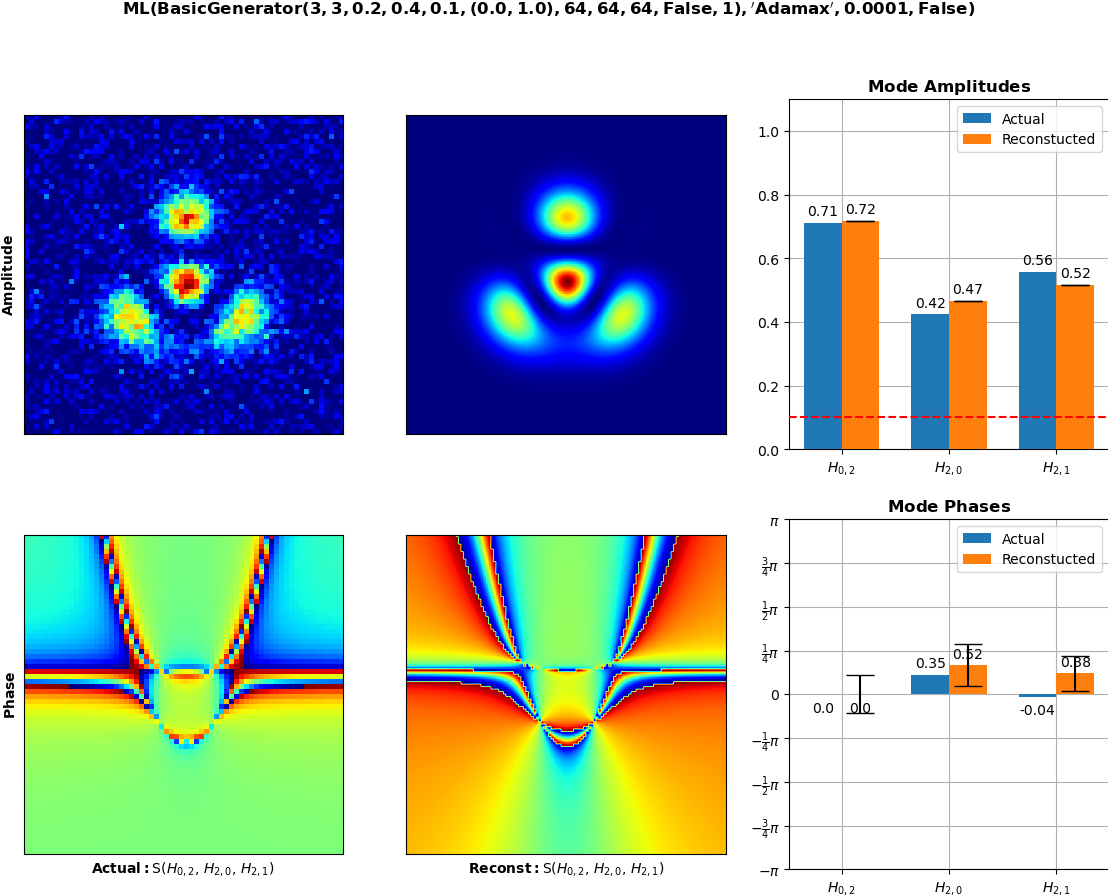 ML(BasicGenerator(3, 3, 0.2, 0.4, 0.1, (0.0, 1.0), 64, 64, 64, False, 1), ′Adamax′, 0.0001, False)
Amplitude
Mode Amplitudes
Actual
Reconstucted
1.0
0.8
0.6
0.4
0.2
0.0
0.71
0.72
0.42
0.47
0.56
0.52
H0, 2
H2, 0
H2, 1
Phase
Actual: S(H0, 2, H2, 0, H2, 1)
Reconst: S(H0, 2, H2, 0, H2, 1)
Mode Phases
Actual
Reconstucted
π
3/4π
1/2π
1/4π
0
−1/4π
−1/2π
−3/4π
−π
0.0
0.0
0.35
0.52
-0.04
0.38
H0, 2
H2, 0
H2, 1